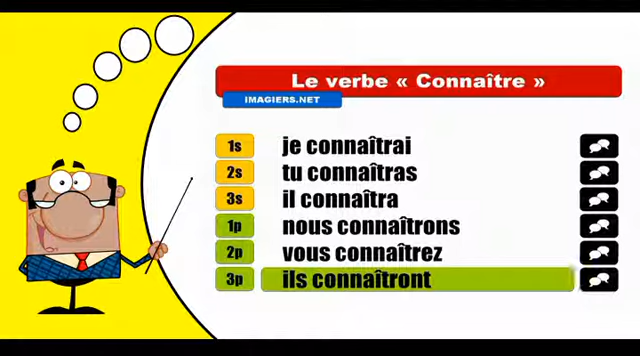 Le verbe « Connaître »
IMAGIERS.NET
1s je connaîtrai
2s tu connaîtras
3s il connaîtra
1p nous connaîtrons
2p vous connaîtrez
3p ils connaîtront